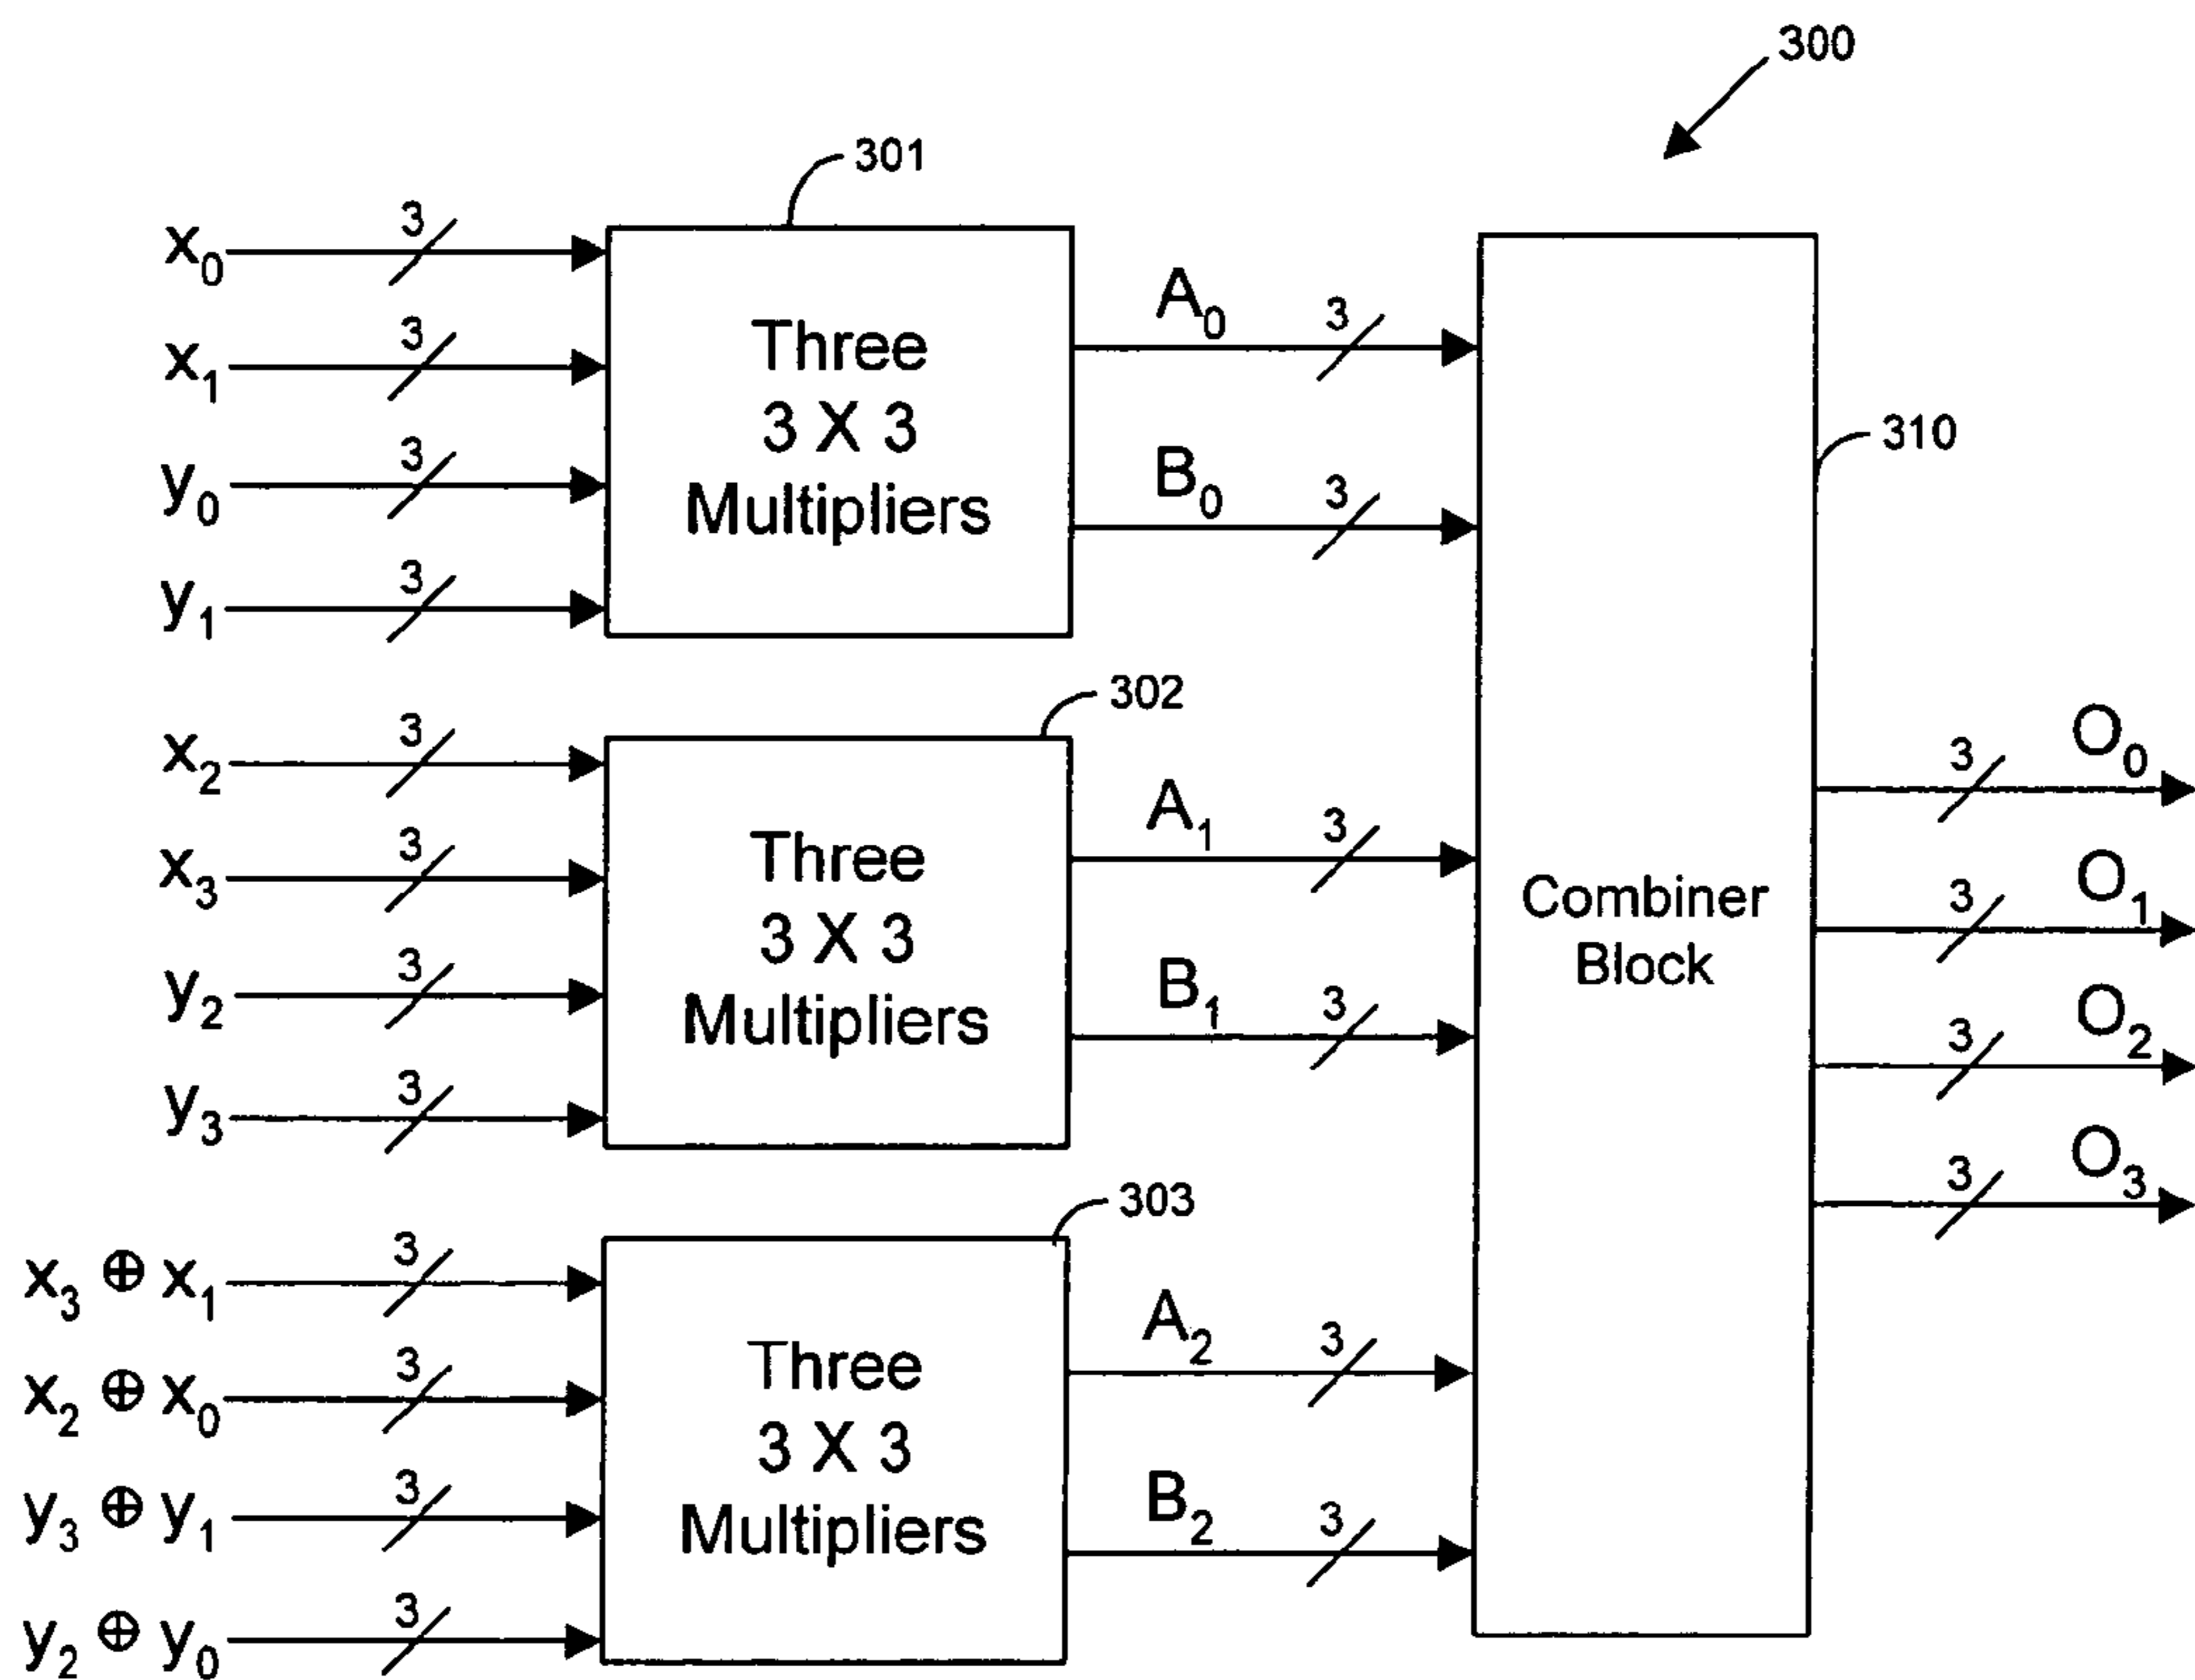 300
301
x₀ 3
x₁ 3
y₀ 3
y₁ 3
Three
3 X 3
Multipliers
A₀ 3
B₀ 3
310
302
x₂ 3
x₃ 3
y₂ 3
y₃ 3
Three
3 X 3
Multipliers
A₁ 3
B₁ 3
Combiner
Block
3 O₀
3 O₁
3 O₂
3 O₃
303
x₃ ⊕ x₁ 3
x₂ ⊕ x₀ 3
y₃ ⊕ y₁ 3
y₂ ⊕ y₀ 3
Three
3 X 3
Multipliers
A₂ 3
B₂ 3